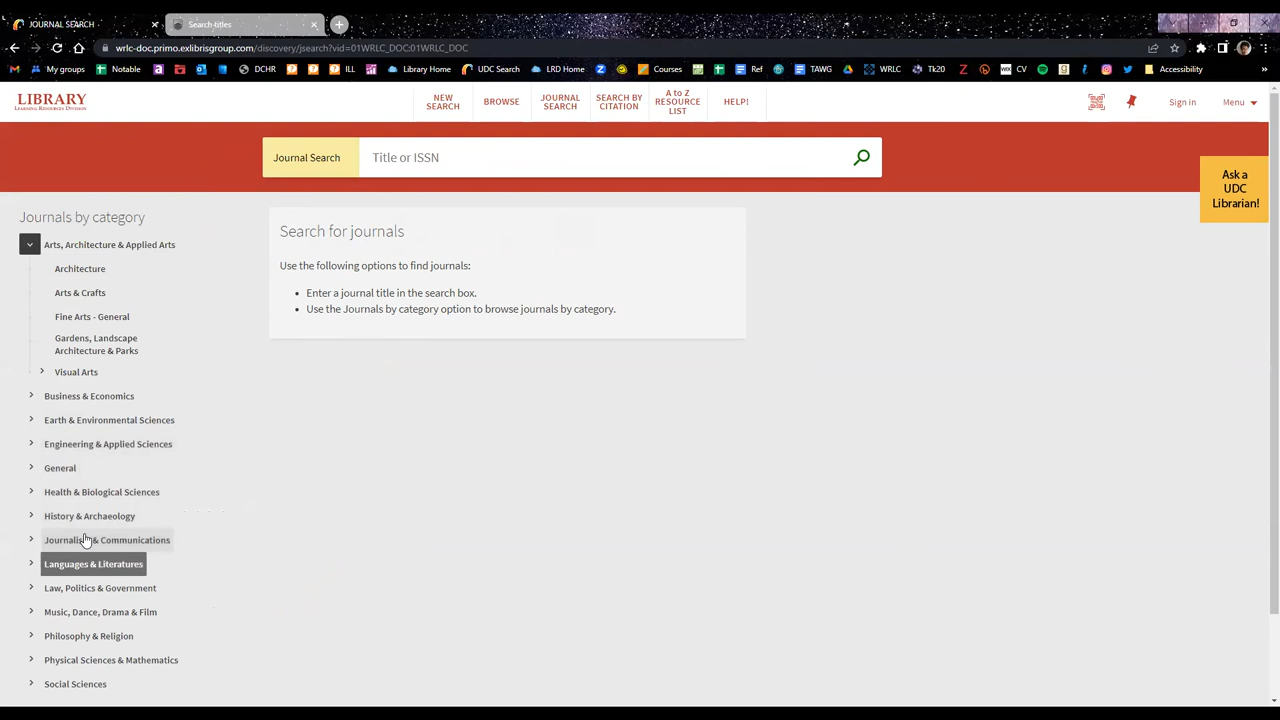 JOURNAL SEARCH
Search titles
wrlc-doc.primo.exlibrisgroup.com/discovery/jsearch?vid=01WRLC_DOC:01WRLC_DOC
My groups Notable DCHR ILL Library Home UDC Search LRD Home Courses Ref TAWG WRLC Tk20 CV Accessibility
LIBRARY
LEARNING RESOURCES DIVISION
NEW SEARCH
BROWSE
JOURNAL SEARCH
SEARCH BY CITATION
A to Z RESOURCE LIST
HELP!
Sign in
Menu
Journal Search
Title or ISSN
Ask a
UDC
Librarian!
Journals by category
Arts, Architecture & Applied Arts
Architecture
Arts & Crafts
Fine Arts - General
Gardens, Landscape
Architecture & Parks
Visual Arts
Business & Economics
Earth & Environmental Sciences
Engineering & Applied Sciences
General
Health & Biological Sciences
History & Archaeology
Journalism & Communications
Languages & Literatures
Law, Politics & Government
Music, Dance, Drama & Film
Philosophy & Religion
Physical Sciences & Mathematics
Social Sciences
Search for journals
Use the following options to find journals:
• Enter a journal title in the search box.
• Use the Journals by category option to browse journals by category.